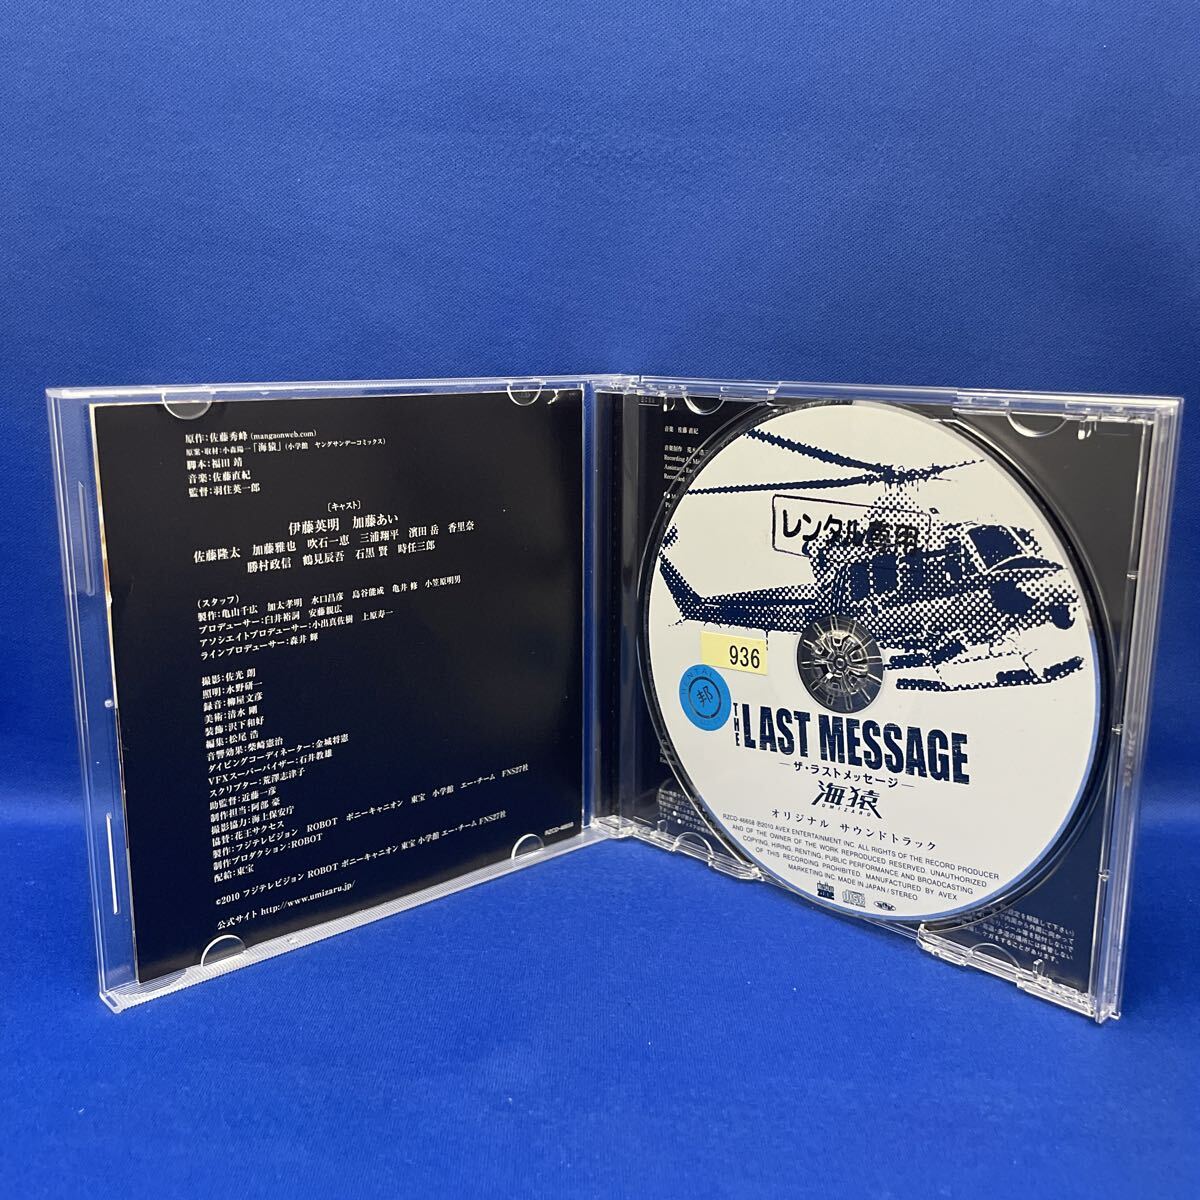 原作：佐藤秀峰 (mangaonweb.com)
原案・取材：小森陽一「海猿」(小学館 ヤングサンデーコミックス)
脚本：福田 靖
音楽：佐藤直紀
監督：羽住英一郎
［キャスト］
伊藤英明 加藤あい
佐藤隆太 加藤雅也 吹石一恵 三浦翔平 濱田 岳 香里奈
勝村政信 鶴見辰吾 石黒 賢 時任三郎
(スタッフ)
製作：亀山千広 加太孝明 水口昌彦 島谷能成 亀井 修 小笠原明男
プロデューサー：臼井裕詞 安藤親広
アソシエイトプロデューサー：小出真佐樹 上原寿一
ラインプロデューサー：森井 輝
撮影：佐光 朗
照明：水野研一
録音：柳屋文彦
美術：清水 剛
装飾：沢下和好
編集：松尾 浩
音響効果：柴崎憲治
ダイビングコーディネーター：金城将憲
VFXスーパーバイザー：石井教雄
スクリプター：荒澤志津子
助監督：近藤一彦
制作担当：阿部 豪
撮影協力：海上保安庁
協賛：花王サクセス
製作：フジテレビジョン ROBOT ポニーキャニオン 東宝 小学館 エー・チーム FNS27社
制作プロダクション：ROBOT
配給：東宝
©2010 フジテレビジョン ROBOT ポニーキャニオン 東宝 小学館 エー・チーム FNS27社
公式サイト http://www.umizaru.jp/
RZCD-46658
音楽 佐藤 直紀
音楽制作
レンタル専用
936
RENTAL
邦
THE LAST MESSAGE
―ザ・ラストメッセージ―
海猿
UMIZARU
オリジナル サウンドトラック
RZCD-46658 ℗2010 AVEX ENTERTAINMENT INC. ALL RIGHTS OF THE RECORD PRODUCER
AND OF THE OWNER OF THE WORK REPRODUCED RESERVED. UNAUTHORIZED
COPYING, HIRING, RENTING, PUBLIC PERFORMANCE AND BROADCASTING
OF THIS RECORDING PROHIBITED. MANUFACTURED BY AVEX
MARKETING INC. MADE IN JAPAN / STEREO